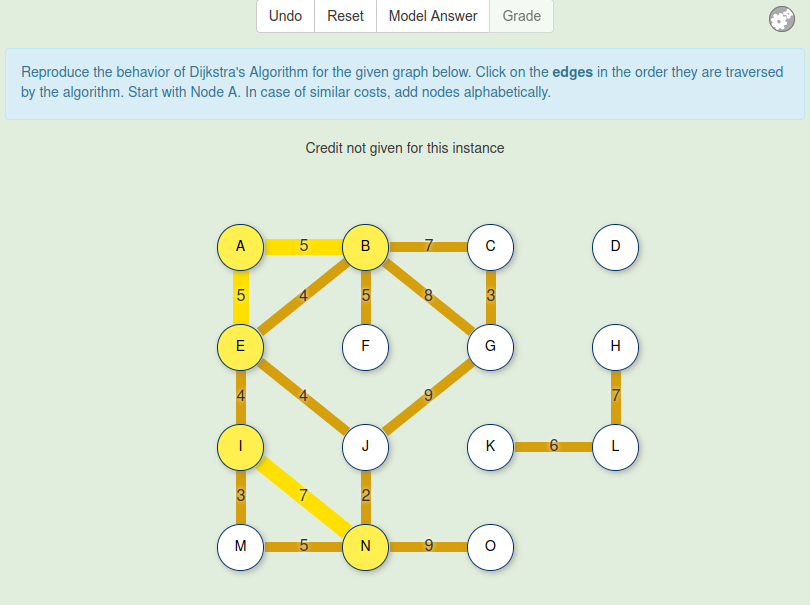 Undo Reset Model Answer Grade
Reproduce the behavior of Dijkstra's Algorithm for the given graph below. Click on the edges in the order they are traversed
by the algorithm. Start with Node A. In case of similar costs, add nodes alphabetically.
Credit not given for this instance
A 5 B 7 C D
5 4 5 8 3
E F G H
4 4 9 7
I J K 6 L
3 7 2
M 5 N 9 O